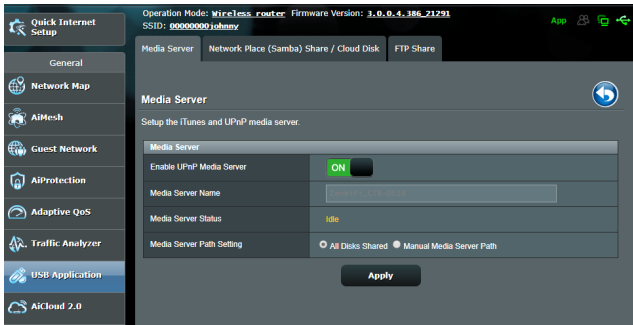 Quick Internet
Setup
General
Network Map
AiMesh
Guest Network
AiProtection
Adaptive QoS
Traffic Analyzer
USB Application
AiCloud 2.0
Operation Mode: Wireless router Firmware Version: 3.0.0.4.386_21291
SSID: 00000000johnny
App
Media Server
Network Place (Samba) Share / Cloud Disk
FTP Share
Media Server
Setup the iTunes and UPnP media server.
Media Server
Enable UPnP Media Server ON
Media Server Name
Media Server Status Idle
Media Server Path Setting All Disks Shared Manual Media Server Path
Apply